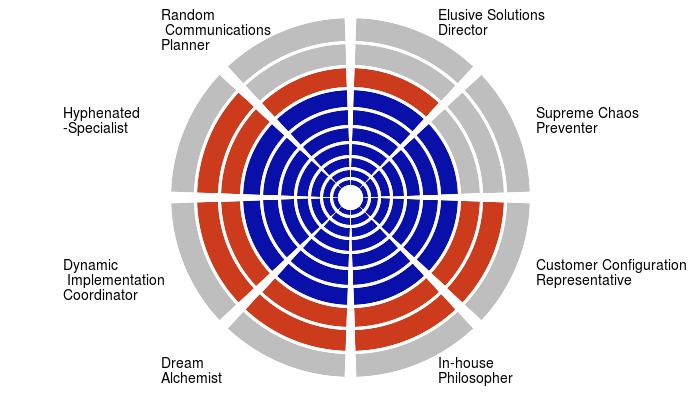 Random
Communications
Planner
Elusive Solutions
Director
Hyphenated
-Specialist
Supreme Chaos
Preventer
Dynamic
Implementation
Coordinator
Customer Configuration
Representative
Dream
Alchemist
In-house
Philosopher